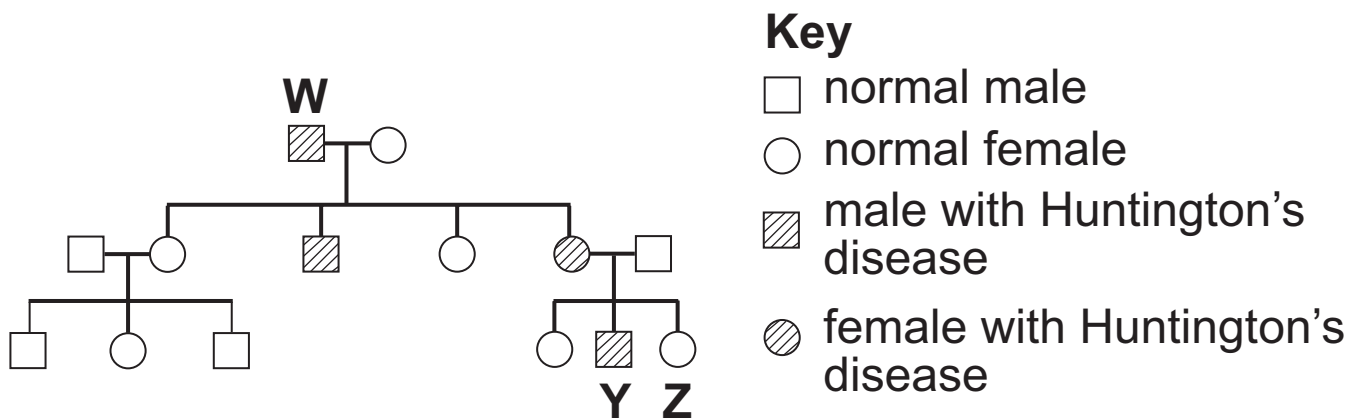 Key
W
normal male
normal female
male with Huntington's
disease
female with Huntington's
disease
Y Z